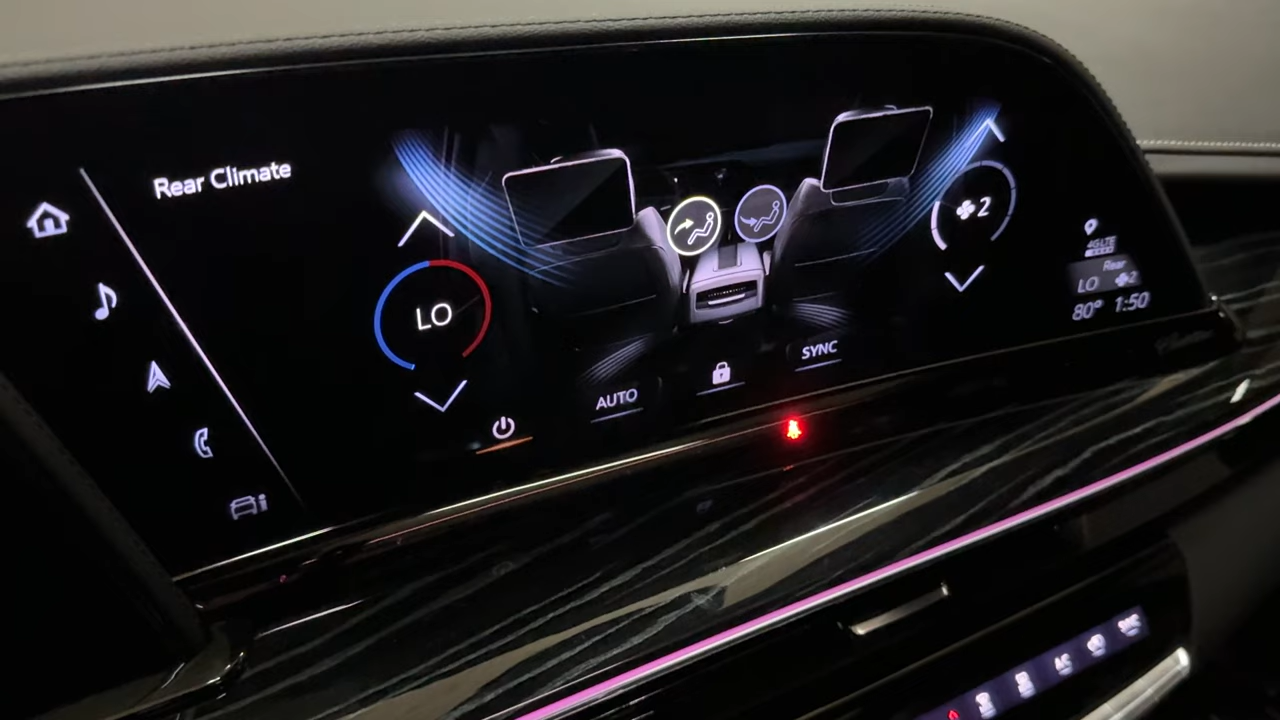 Rear Climate
LO
2
4G LTE
Rear
LO 2
80° 1:50
AUTO
SYNC